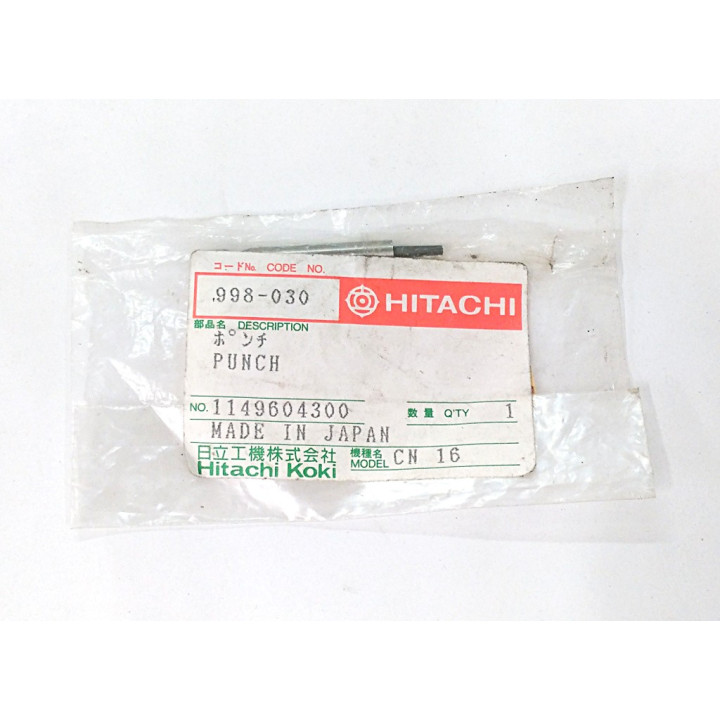 コードNo. CODE NO.
998-030
HITACHI
部品名 DESCRIPTION
ポンチ
PUNCH
NO. 1149604300 数量 Q'TY 1
MADE IN JAPAN
日立工機株式会社
Hitachi Koki
機種名
MODEL CN 16